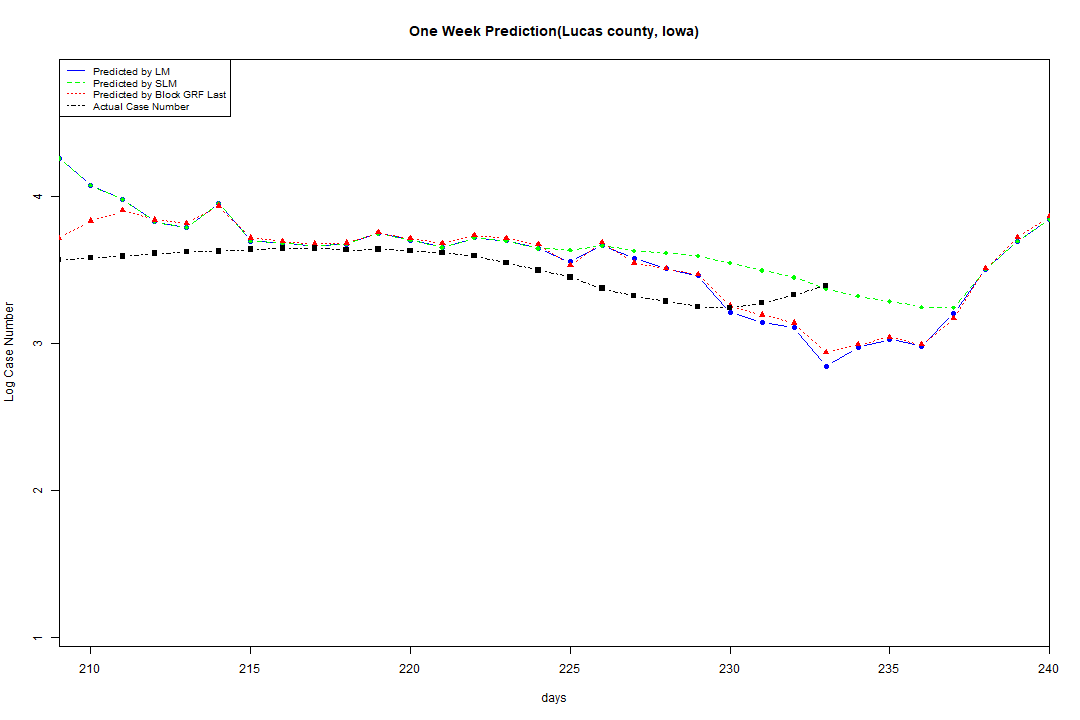 One Week Prediction(Lucas county, Iowa)
Predicted by LM
Predicted by SLM
Predicted by Block GRF Last
Actual Case Number
Log Case Number
4
3
2
1
210 215 220 225 230 235 240
days